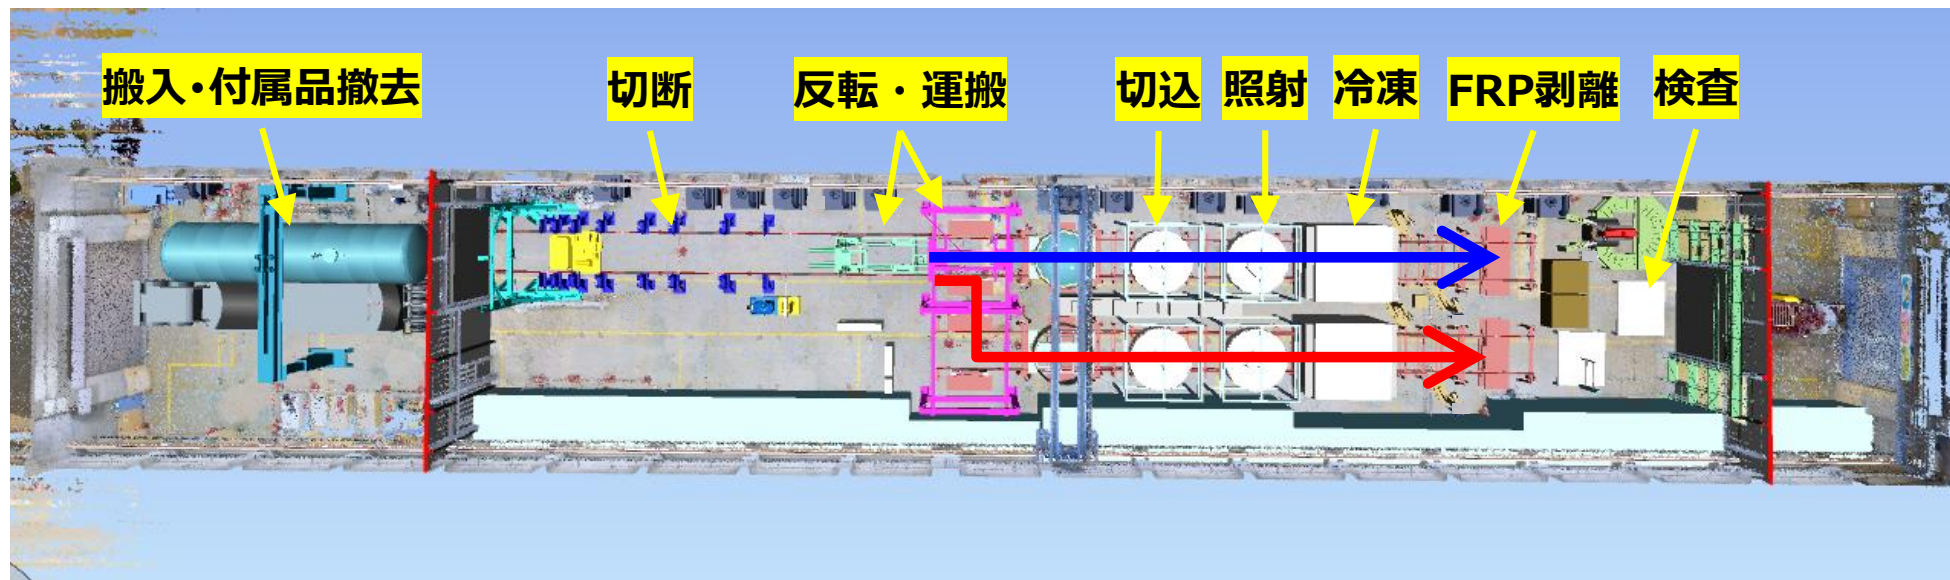 搬入・付属品撤去
切断
反転・運搬
切込
照射
冷凍
FRP剥離
検査